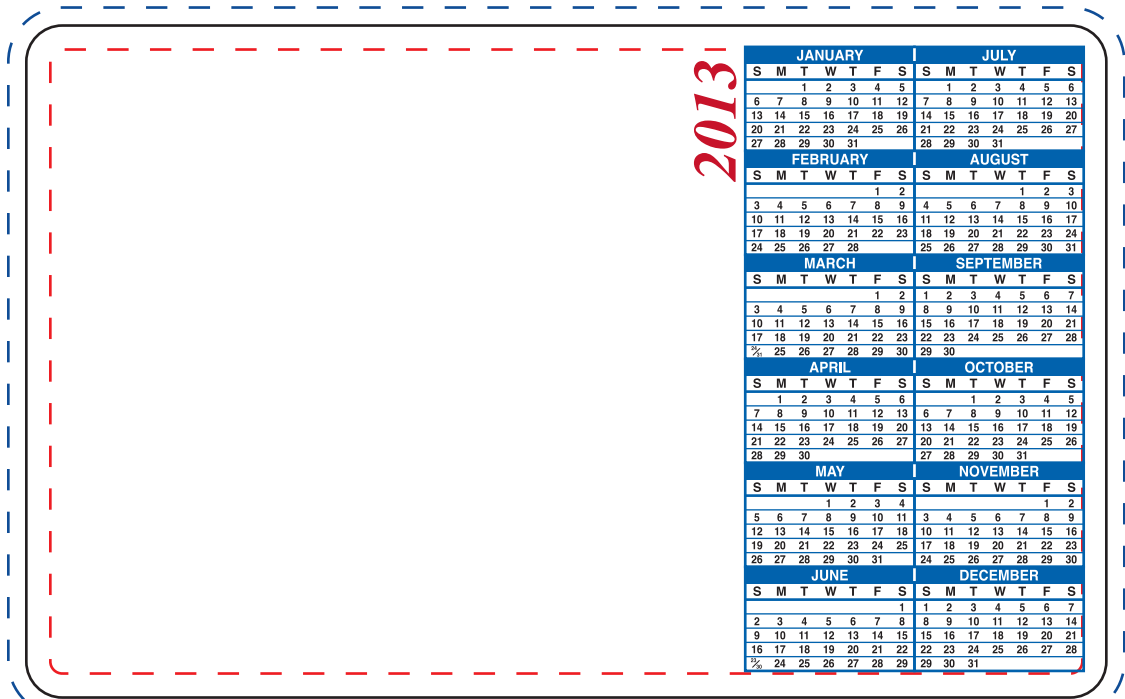 2013
JANUARY
S M T W T F S
1 2 3 4 5
6 7 8 9 10 11 12
13 14 15 16 17 18 19
20 21 22 23 24 25 26
27 28 29 30 31
FEBRUARY
S M T W T F S
1 2
3 4 5 6 7 8 9
10 11 12 13 14 15 16
17 18 19 20 21 22 23
24 25 26 27 28
MARCH
S M T W T F S
1 2
3 4 5 6 7 8 9
10 11 12 13 14 15 16
17 18 19 20 21 22 23
24/31 25 26 27 28 29 30
APRIL
S M T W T F S
1 2 3 4 5 6
7 8 9 10 11 12 13
14 15 16 17 18 19 20
21 22 23 24 25 26 27
28 29 30
MAY
S M T W T F S
1 2 3 4
5 6 7 8 9 10 11
12 13 14 15 16 17 18
19 20 21 22 23 24 25
26 27 28 29 30 31
JUNE
S M T W T F S
1
2 3 4 5 6 7 8
9 10 11 12 13 14 15
16 17 18 19 20 21 22
23/30 24 25 26 27 28 29
JULY
S M T W T F S
1 2 3 4 5 6
7 8 9 10 11 12 13
14 15 16 17 18 19 20
21 22 23 24 25 26 27
28 29 30 31
AUGUST
S M T W T F S
1 2 3
4 5 6 7 8 9 10
11 12 13 14 15 16 17
18 19 20 21 22 23 24
25 26 27 28 29 30 31
SEPTEMBER
S M T W T F S
1 2 3 4 5 6 7
8 9 10 11 12 13 14
15 16 17 18 19 20 21
22 23 24 25 26 27 28
29 30
OCTOBER
S M T W T F S
1 2 3 4 5
6 7 8 9 10 11 12
13 14 15 16 17 18 19
20 21 22 23 24 25 26
27 28 29 30 31
NOVEMBER
S M T W T F S
1 2
3 4 5 6 7 8 9
10 11 12 13 14 15 16
17 18 19 20 21 22 23
24 25 26 27 28 29 30
DECEMBER
S M T W T F S
1 2 3 4 5 6 7
8 9 10 11 12 13 14
15 16 17 18 19 20 21
22 23 24 25 26 27 28
29 30 31